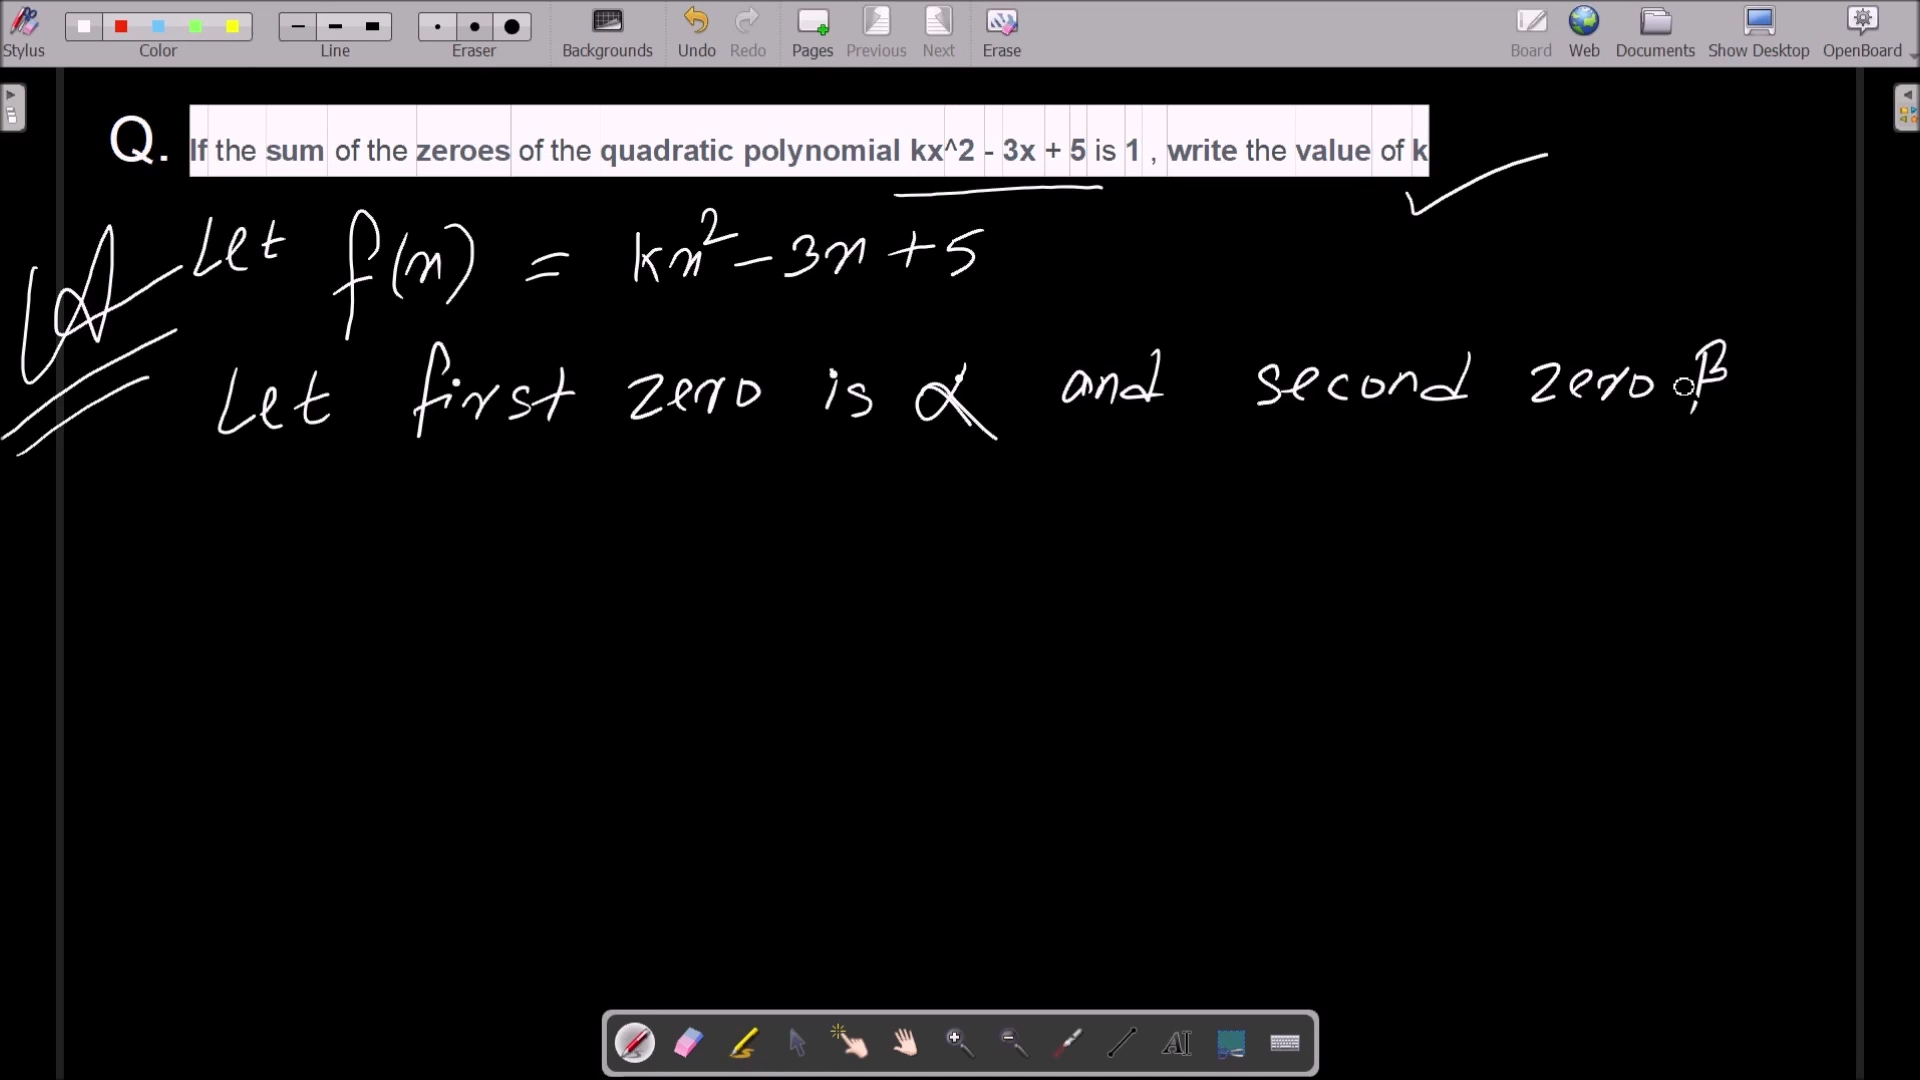 Stylus Color Line Eraser Backgrounds Undo Redo Pages Previous Next Erase Board Web Documents Show Desktop OpenBoard
Q. If the sum of the zeroes of the quadratic polynomial kx^2 - 3x + 5 is 1 , write the value of k
Let f(x) = kx² - 3x + 5
Let first zero is α and second zero β
AI